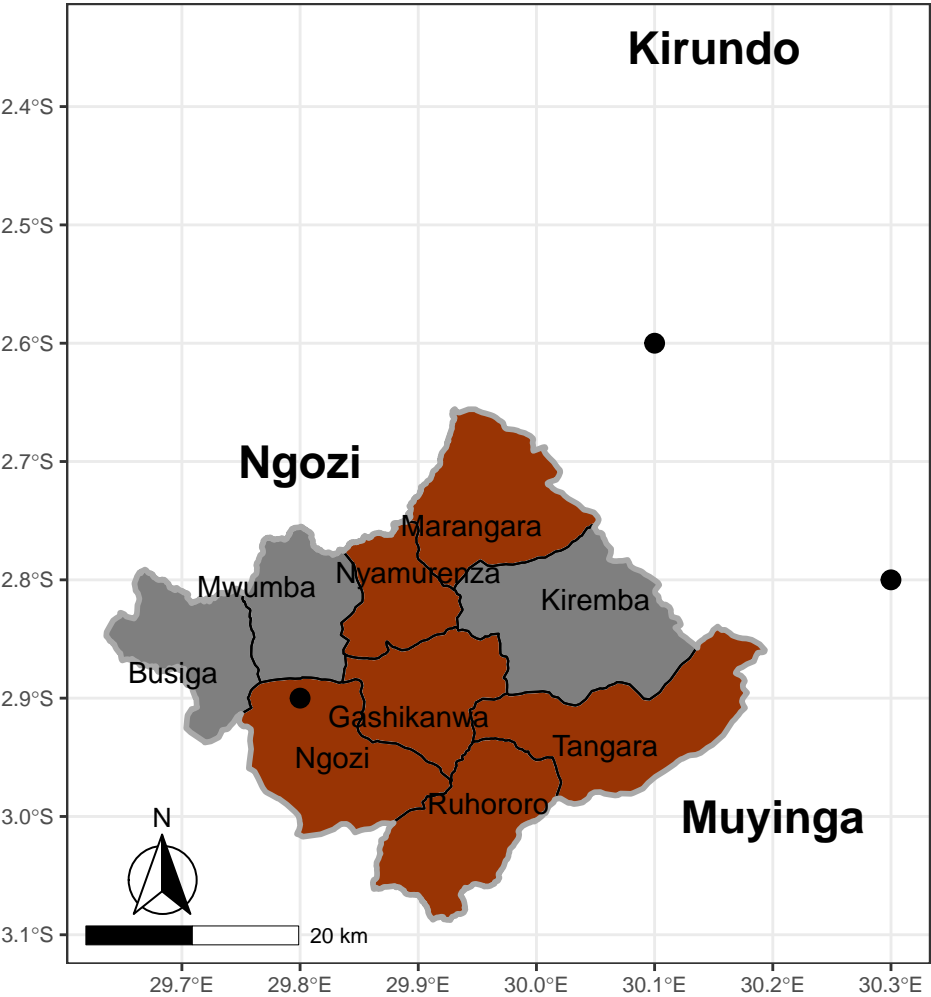 Kirundo
2.4°S
2.5°S
2.6°S
Ngozi
2.7°S
Marangara
Nyamurenza
2.8°S
Mwumba
Kiremba
Busiga
2.9°S
Gashikanwa
Tangara
Ngozi
Ruhororo
3.0°S
Muyinga
N
3.1°S
20 km
29.7°E 29.8°E 29.9°E 30.0°E 30.1°E 30.2°E 30.3°E